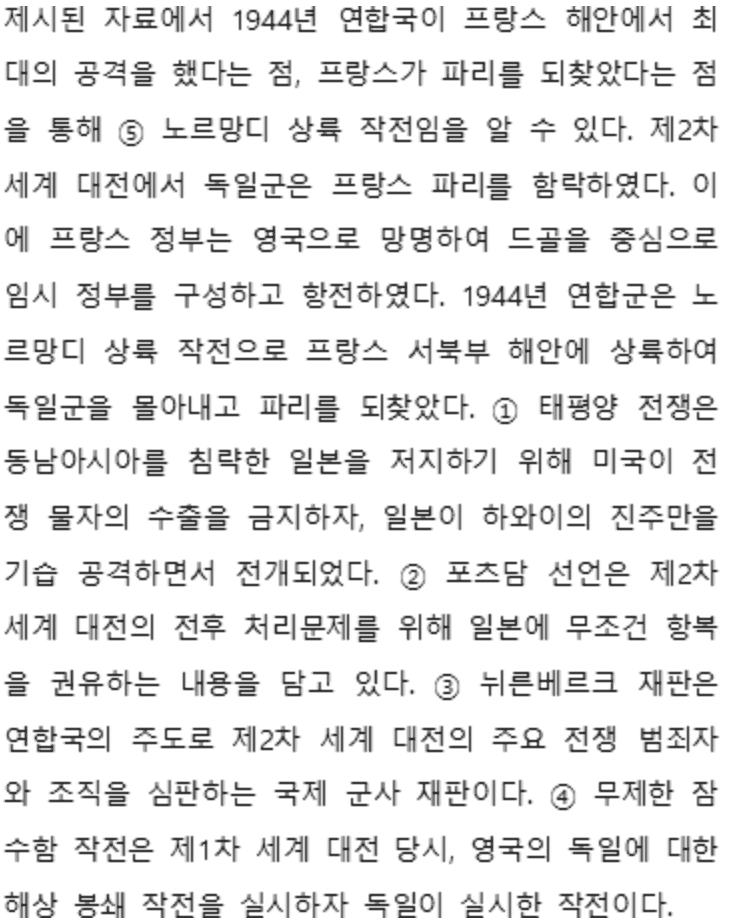 제시된 자료에서 1944년 연합국이 프랑스 해안에서 최
대의 공격을 했다는 점, 프랑스가 파리를 되찾았다는 점
을 통해 ⑤ 노르망디 상륙 작전임을 알 수 있다. 제2차
세계 대전에서 독일군은 프랑스 파리를 함락하였다. 이
에 프랑스 정부는 영국으로 망명하여 드골을 중심으로
임시 정부를 구성하고 항전하였다. 1944년 연합군은 노
르망디 상륙 작전으로 프랑스 서북부 해안에 상륙하여
독일군을 몰아내고 파리를 되찾았다. ① 태평양 전쟁은
동남아시아를 침략한 일본을 저지하기 위해 미국이 전
쟁 물자의 수출을 금지하자, 일본이 하와이의 진주만을
기습 공격하면서 전개되었다. ② 포츠담 선언은 제2차
세계 대전의 전후 처리문제를 위해 일본에 무조건 항복
을 권유하는 내용을 담고 있다. ③ 뉘른베르크 재판은
연합국의 주도로 제2차 세계 대전의 주요 전쟁 범죄자
와 조직을 심판하는 국제 군사 재판이다. ④ 무제한 잠
수함 작전은 제1차 세계 대전 당시, 영국의 독일에 대한
해상 봉쇄 작전을 실시하자 독일이 실시한 작전이다.